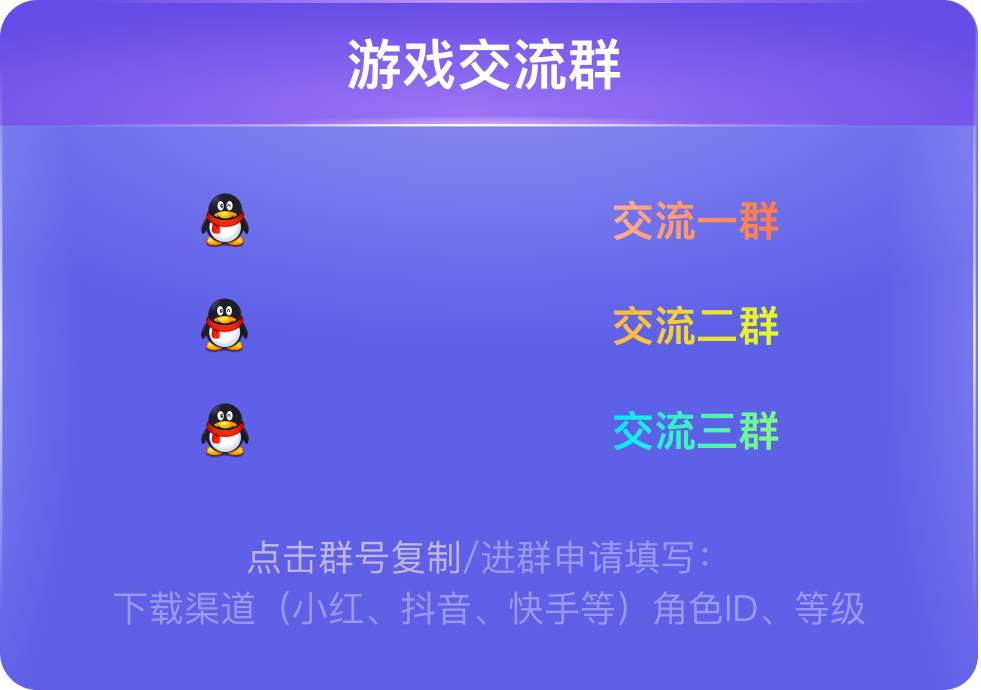 游戏交流群
交流一群
交流二群
交流三群
点击群号复制/进群申请填写：
下载渠道（小红、抖音、快手等）角色ID、等级